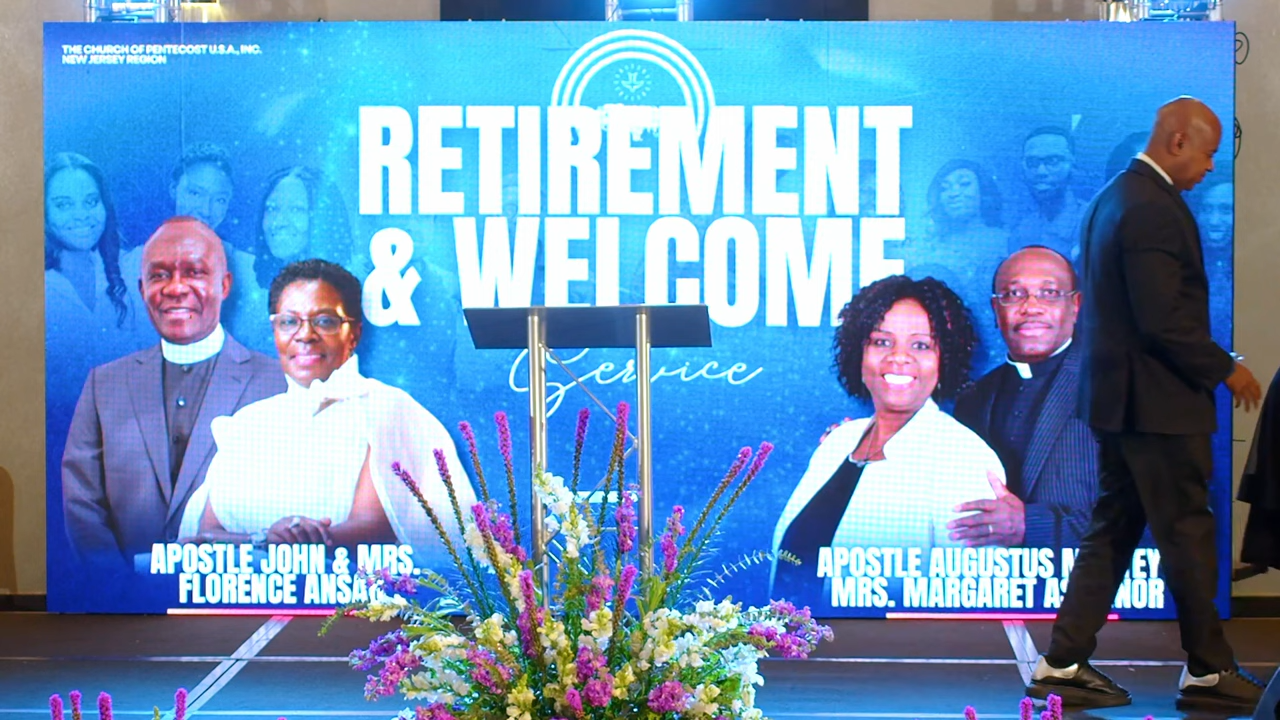 THE CHURCH OF PENTECOST U.S.A., INC.
NEW JERSEY REGION
RETIREMENT
& WELCOME
Service
APOSTLE JOHN & MRS.
FLORENCE
APOSTLE AUGUSTUS
MRS. MARGARET